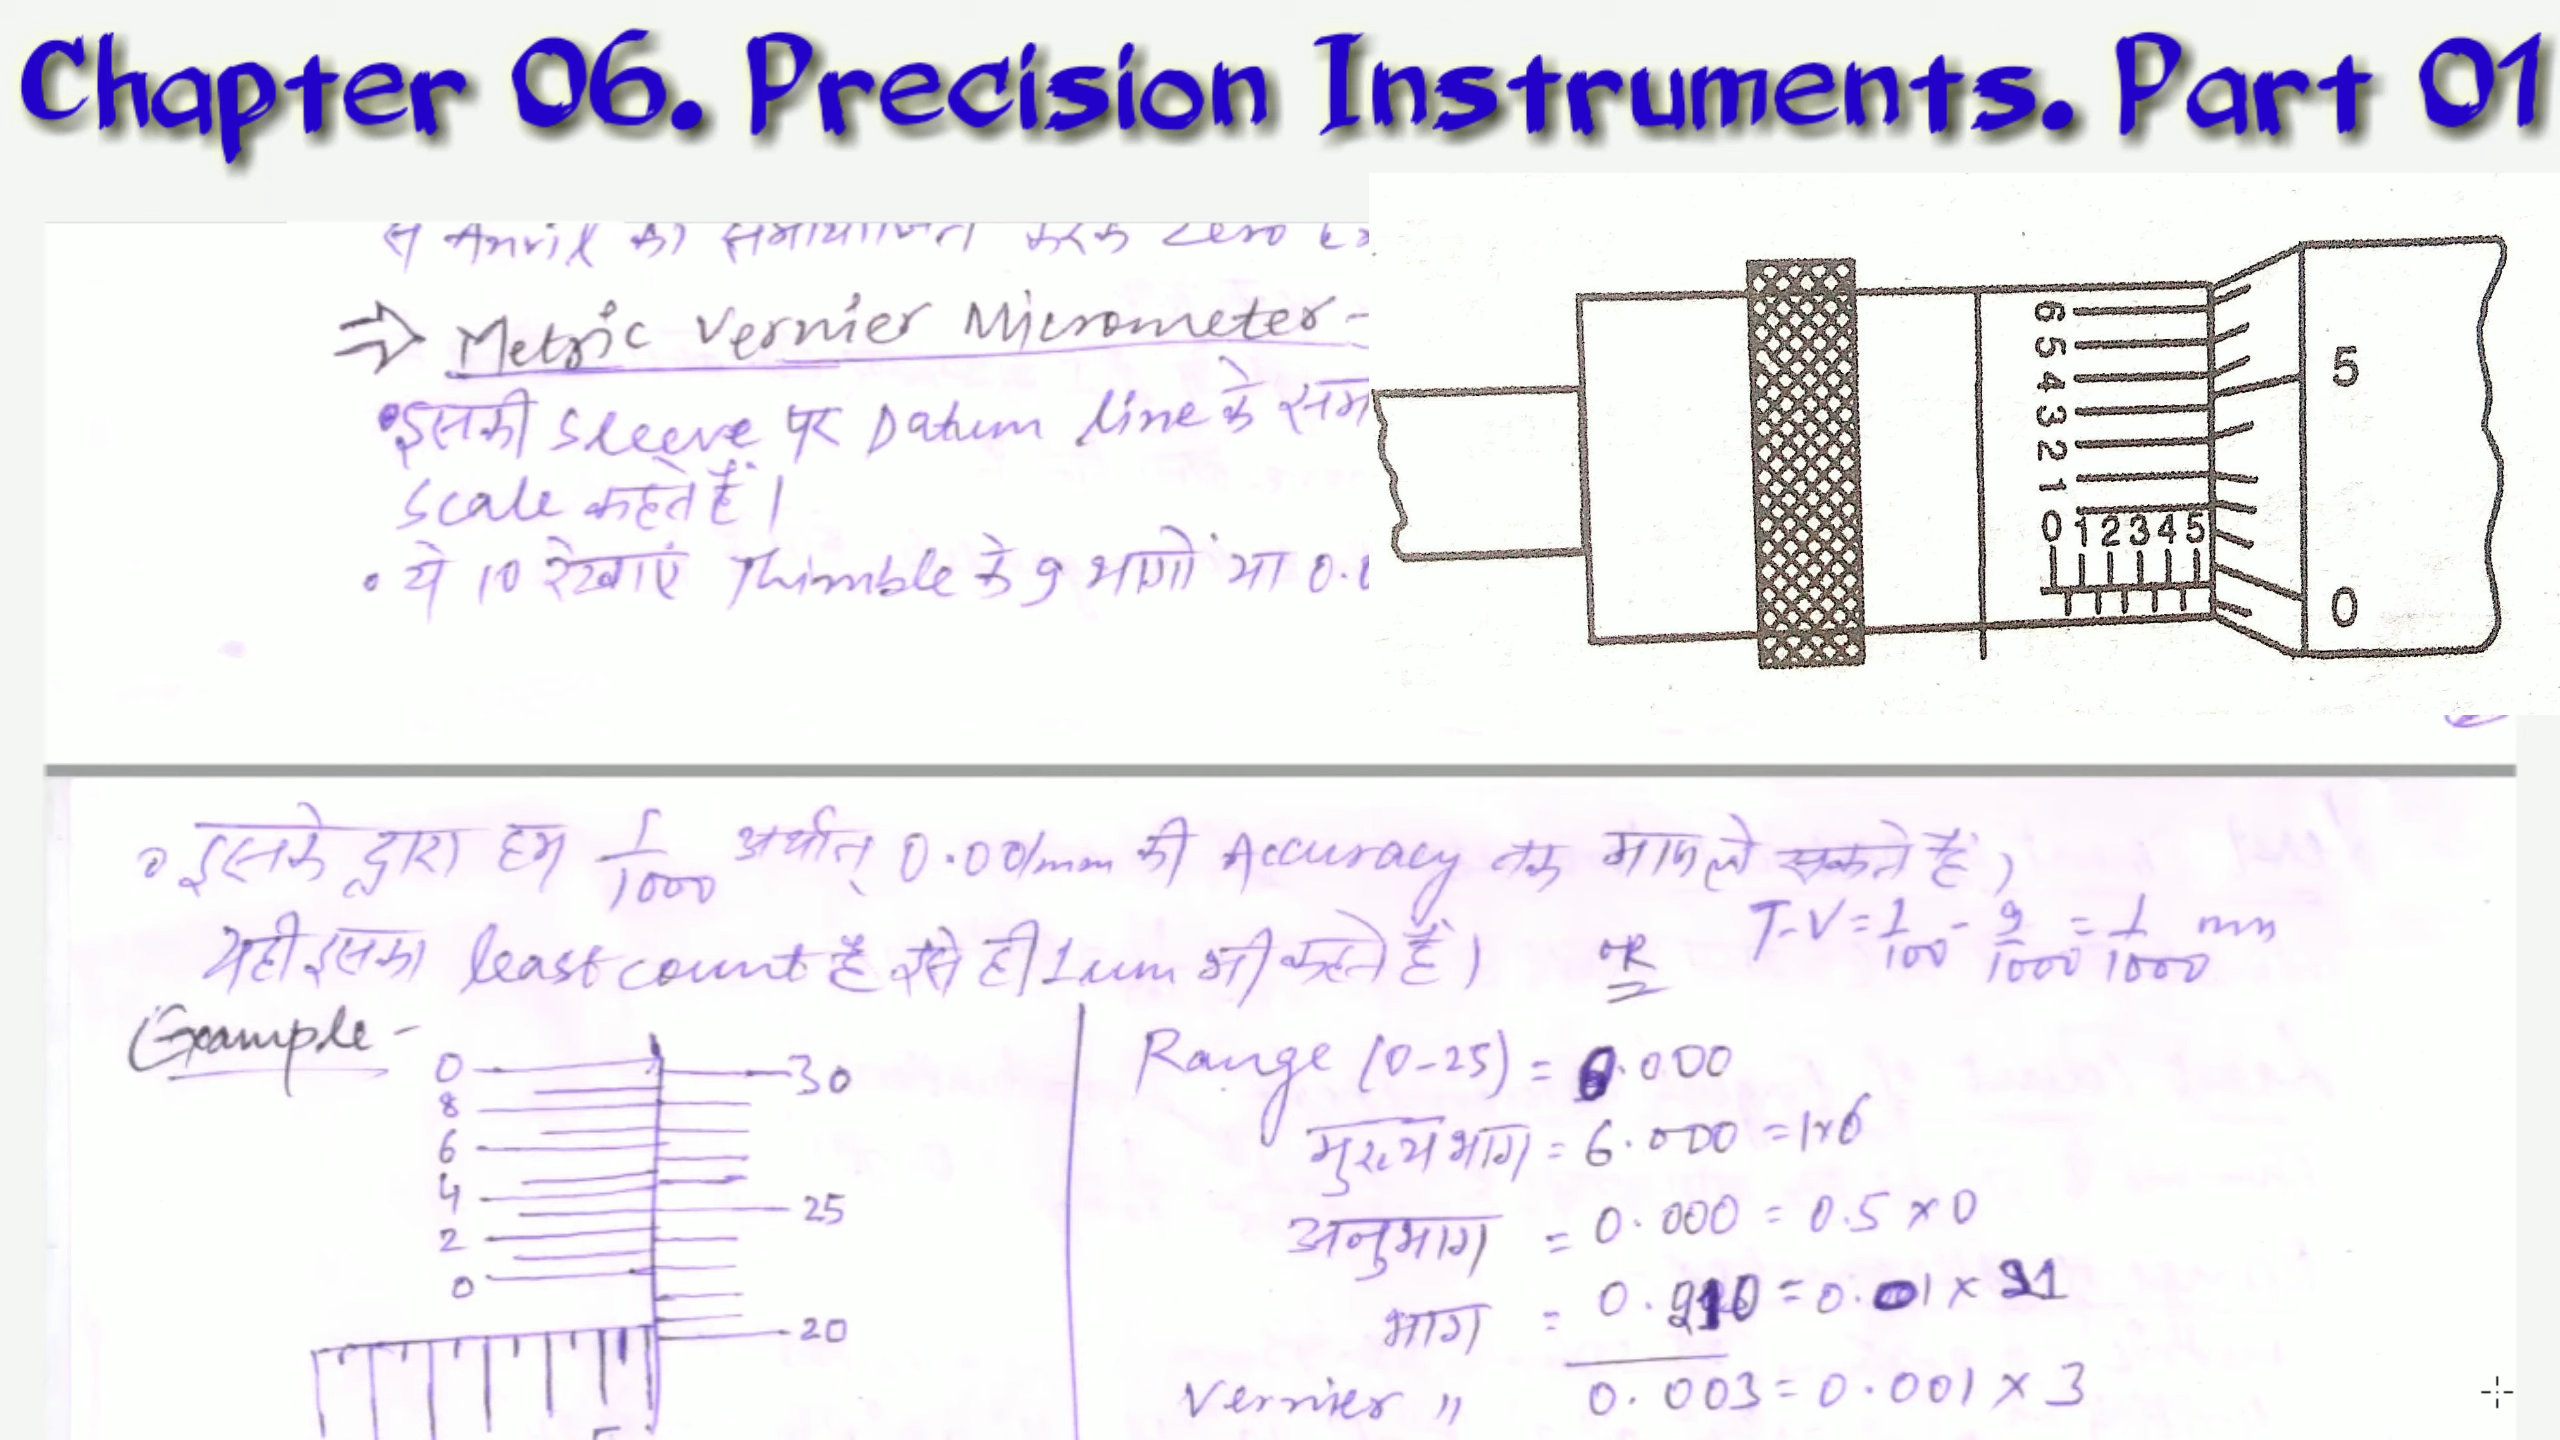 Chapter 06. Precision Instruments. Part 01
Anvil को समायोजित करके zero
⇒ Metric Vernier Micrometer -
• इसकी Sleeve पर Datum line के
Scale कहते हैं।
• ये 10 रेखाएं Thimble के 9 भागों या 0.0
6
5
4
3
2
1
0 1 2 3 4 5
5
0
• इसके द्वारा हम 1/1000 अर्थात् 0.001mm की Accuracy तक माप ले सकते हैं।
यही इसका least count है इसे ही 1um भी कहते हैं। OR T-V = 1/100 - 9/1000 = 1/1000 mm
Example -
0
8
6
4
2
0
30
25
20
Range (0-25) = 0.000
मुख्य भाग = 6.000 = 1×6
अनुभाग = 0.000 = 0.5 × 0
भाग = 0.210 = 0.01 × 21
Vernier " 0.003 = 0.001 × 3